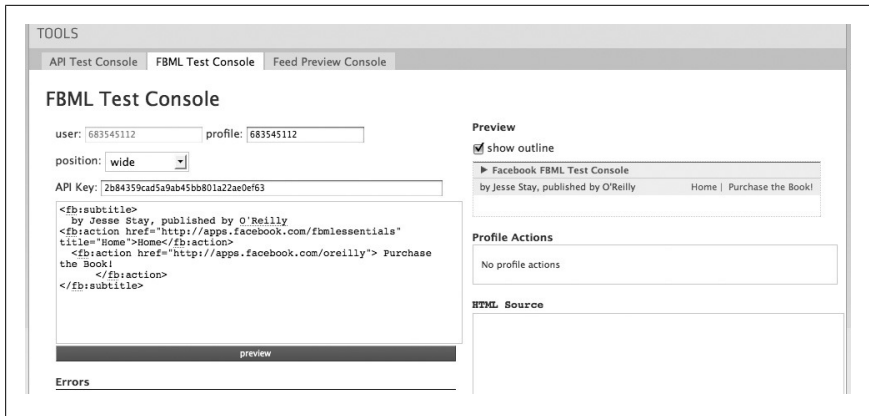 TOOLS
API Test Console FBML Test Console Feed Preview Console
FBML Test Console
user: 683545112 profile: 683545112
position: wide
API Key: 2b84359cad5a9ab45bb801a22ae0ef63
<fb:subtitle>
by Jesse Stay, published by O'Reilly
<fb:action href="http://apps.facebook.com/fbmlessentials"
title="Home">Home</fb:action>
<fb:action href="http://apps.facebook.com/oreilly"> Purchase
the Book!
</fb:action>
</fb:subtitle>
preview
Errors
Preview
show outline
Facebook FBML Test Console
by Jesse Stay, published by O'Reilly Home | Purchase the Book!
Profile Actions
No profile actions
HTML Source